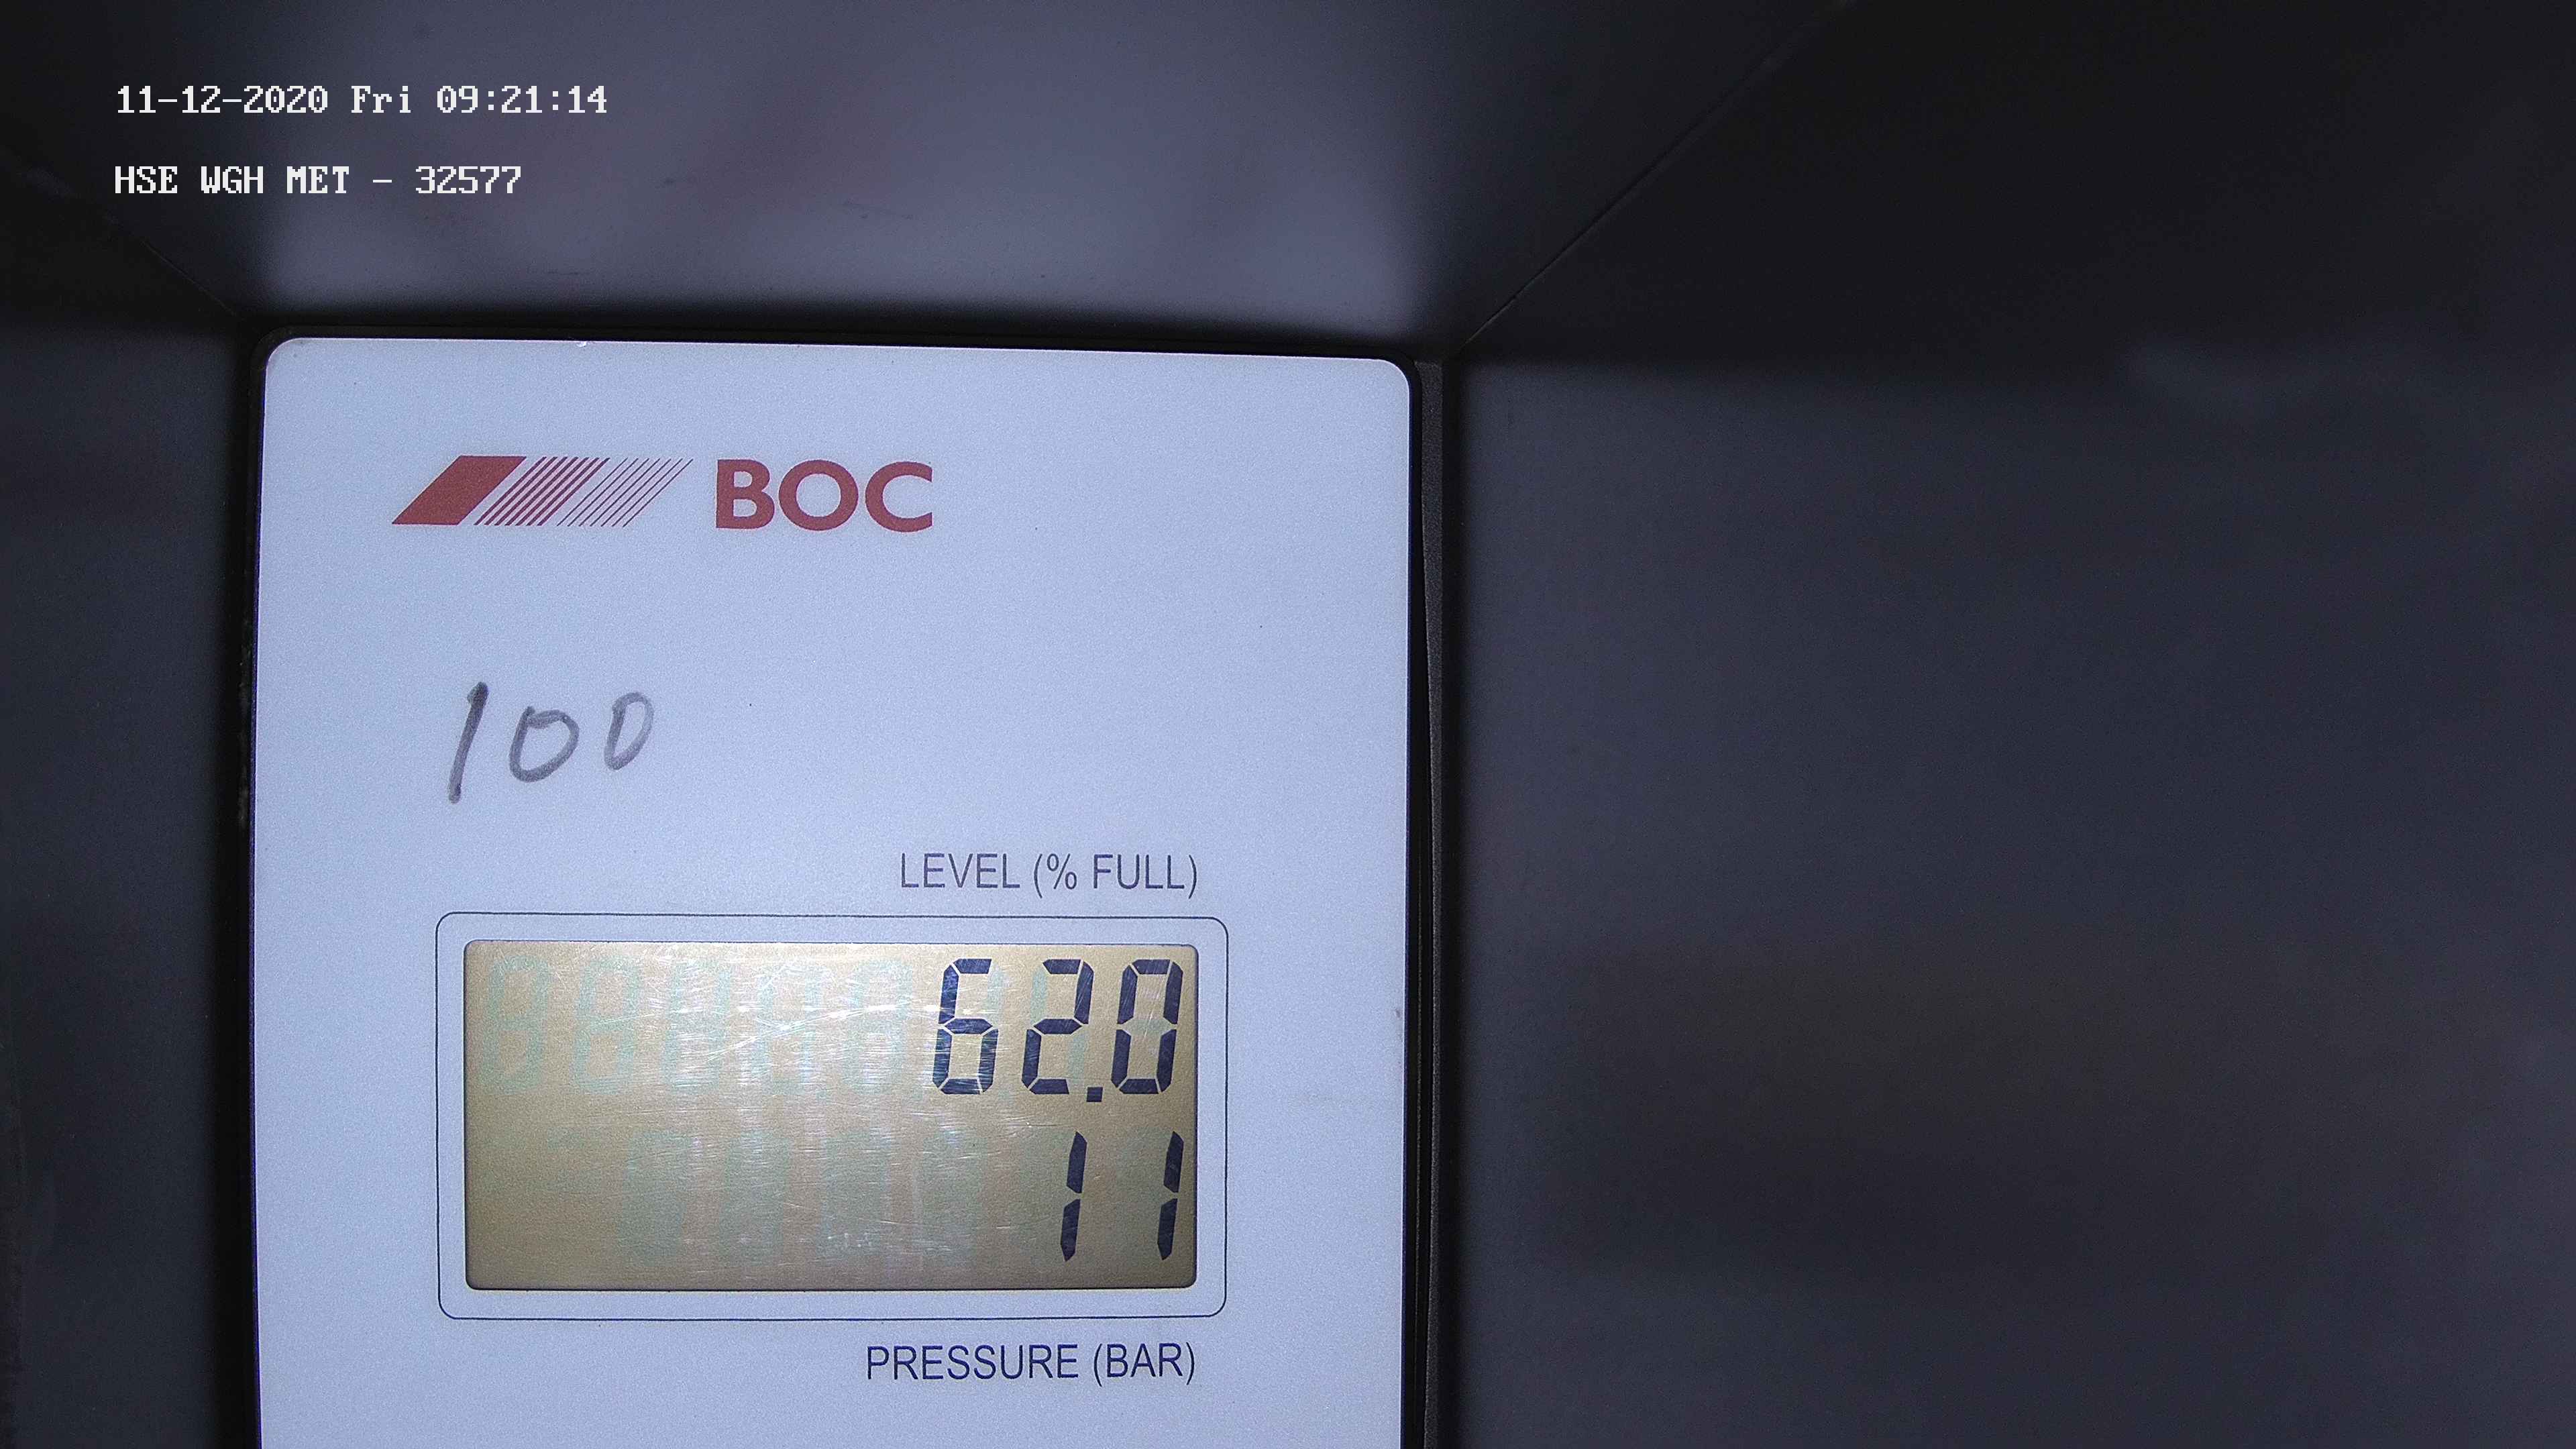 11-12-2020 Fri 09:21:14
HSE WGH MET - 32577
BOC
100
LEVEL (% FULL)
62.0
11
PRESSURE (BAR)